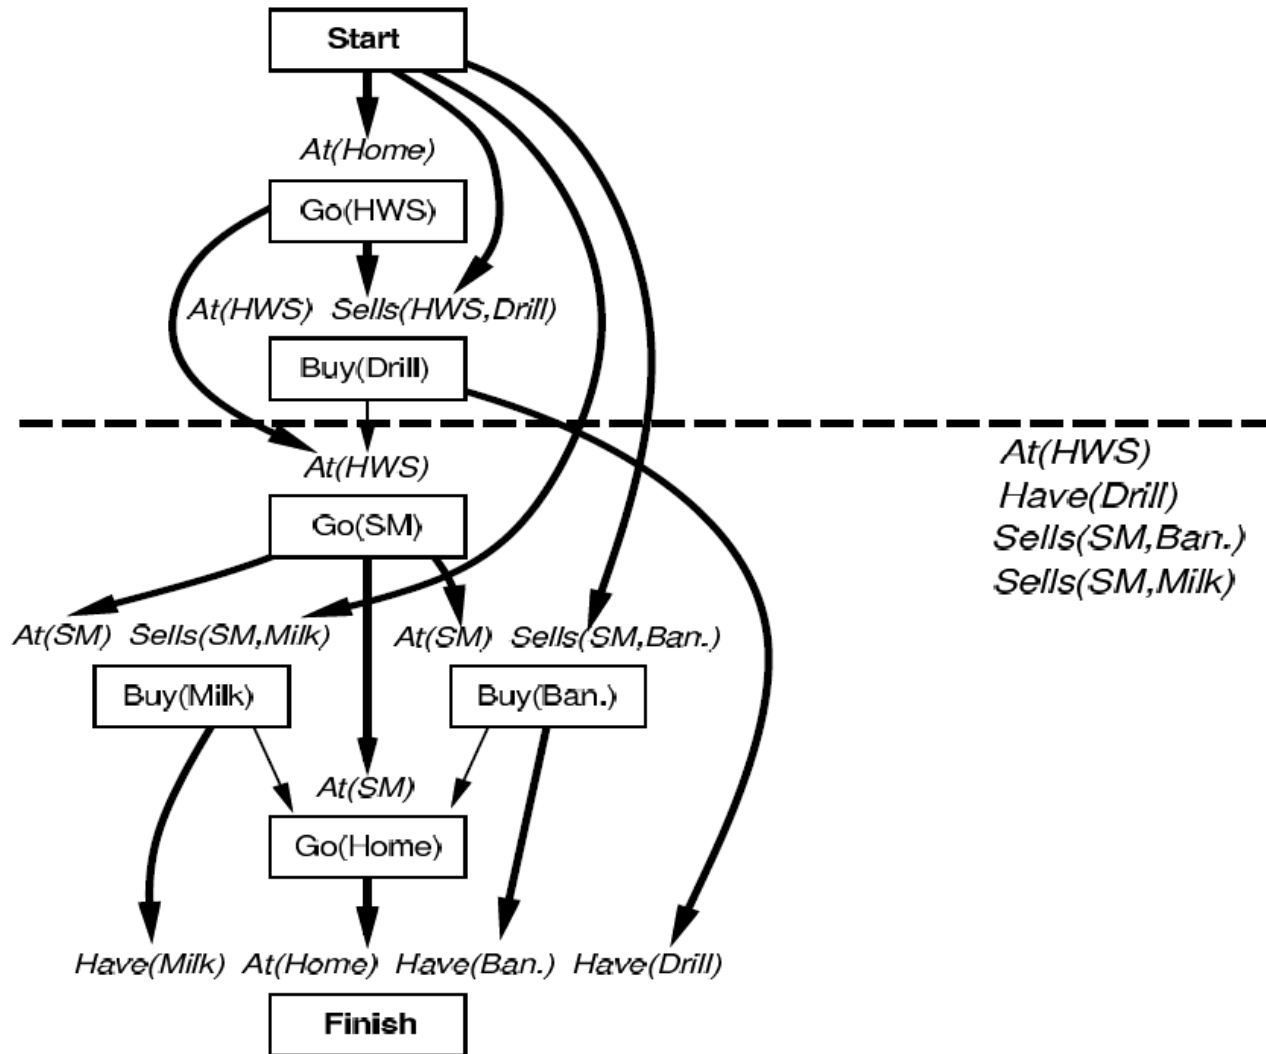 Start
At(Home)
Go(HWS)
At(HWS) Sells(HWS,Drill)
Buy(Drill)
At(HWS)
Go(SM)
At(SM) Sells(SM,Milk) At(SM) Sells(SM,Ban.)
Buy(Milk) Buy(Ban.)
At(SM)
Go(Home)
Have(Milk) At(Home) Have(Ban.) Have(Drill)
Finish
At(HWS)
Have(Drill)
Sells(SM,Ban.)
Sells(SM,Milk)